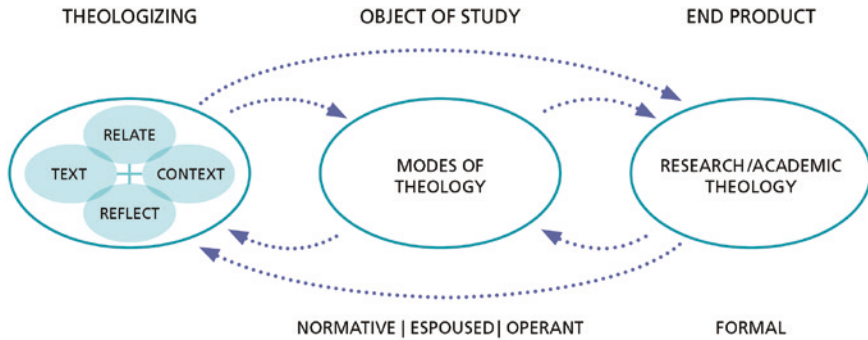 THEOLOGIZING
OBJECT OF STUDY
END PRODUCT
RELATE
TEXT
CONTEXT
REFLECT
MODES OF
THEOLOGY
RESEARCH/ACADEMIC
THEOLOGY
NORMATIVE | ESPOUSED| OPERANT
FORMAL